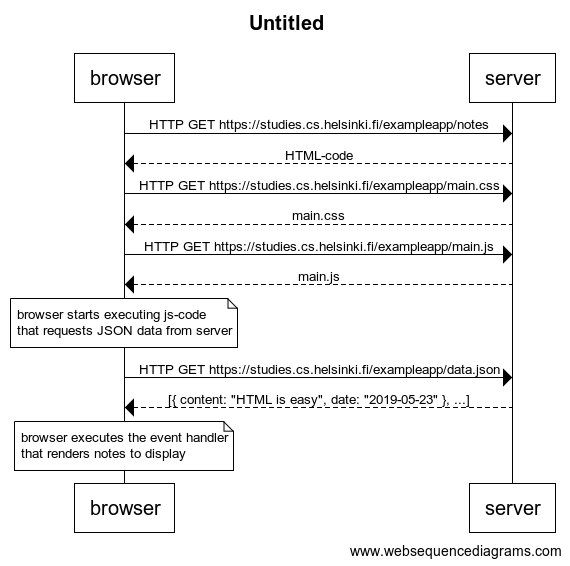 Untitled
browser
server
HTTP GET https://studies.cs.helsinki.fi/exampleapp/notes
HTML-code
HTTP GET https://studies.cs.helsinki.fi/exampleapp/main.css
main.css
HTTP GET https://studies.cs.helsinki.fi/exampleapp/main.js
main.js
browser starts executing js-code
that requests JSON data from server
HTTP GET https://studies.cs.helsinki.fi/exampleapp/data.json
[{ content: "HTML is easy", date: "2019-05-23" }, ...]
browser executes the event handler
that renders notes to display
browser
server
www.websequencediagrams.com